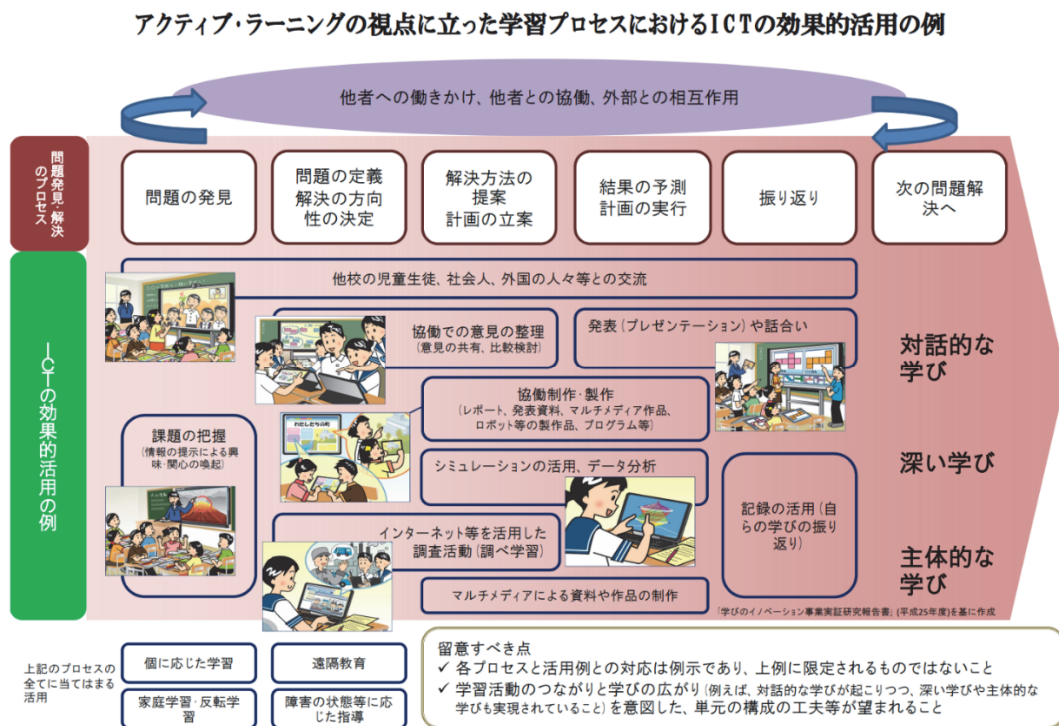 アクティブ・ラーニングの視点に立った学習プロセスにおけるICTの効果的活用の例
他者への働きかけ、他者との協働、外部との相互作用
問題発見・解決
のプロセス
問題の発見
問題の定義
解決の方向
性の決定
解決方法の
提案
計画の立案
結果の予測
計画の実行
振り返り
次の問題解
決へ
ICTの効果的活用の例
他校の児童生徒、社会人、外国の人々等との交流
協働での意見の整理
(意見の共有、比較検討)
発表(プレゼンテーション)や話合い
対話的な
学び
協働制作・製作
(レポート、発表資料、マルチメディア作品、
ロボット等の製作品、プログラム等)
わたしたちの町
課題の把握
(情報の提示による興
味・関心の喚起)
シミュレーションの活用、データ分析
深い学び
記録の活用(自
らの学びの振り
返り)
インターネット等を活用した
調査活動(調べ学習)
主体的な
学び
マルチメディアによる資料や作品の制作
「学びのイノベーション事業実証研究報告書」(平成25年度)を基に作成
上記のプロセスの
全てに当てはまる
活用
個に応じた学習
遠隔教育
家庭学習・反転学
習
障害の状態等に応
じた指導
留意すべき点
✓ 各プロセスと活用例との対応は例示であり、上例に限定されるものではないこと
✓ 学習活動のつながりと学びの広がり(例えば、対話的な学びが起こりつつ、深い学びや主体的な
学びも実現されていること)を意図した、単元の構成の工夫等が望まれること